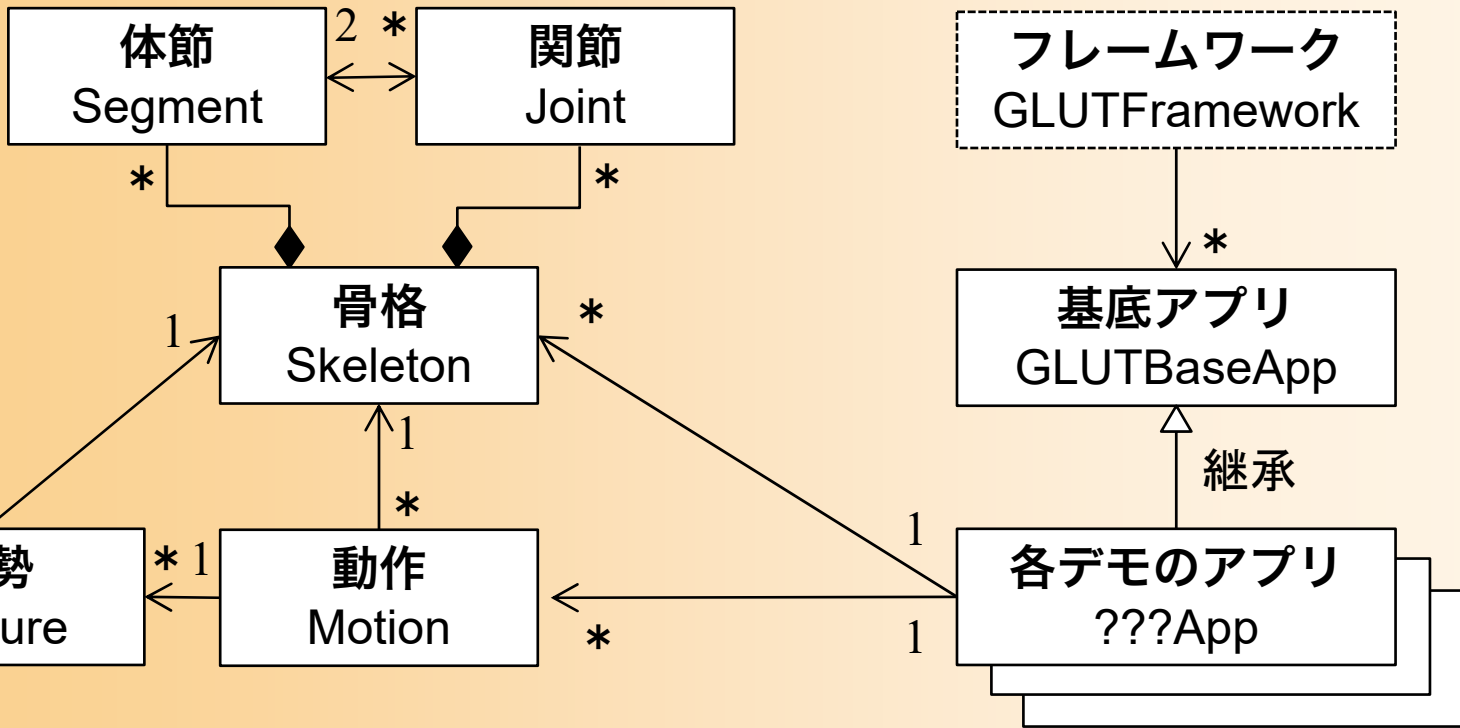 体節
Segment
2
*
関節
Joint
フレームワーク
GLUTFramework
*
*
*
骨格
Skeleton
1
*
基底アプリ
GLUTBaseApp
1
*
継承
勢
ure
* 1
動作
Motion
*
1
1
各デモのアプリ
???App